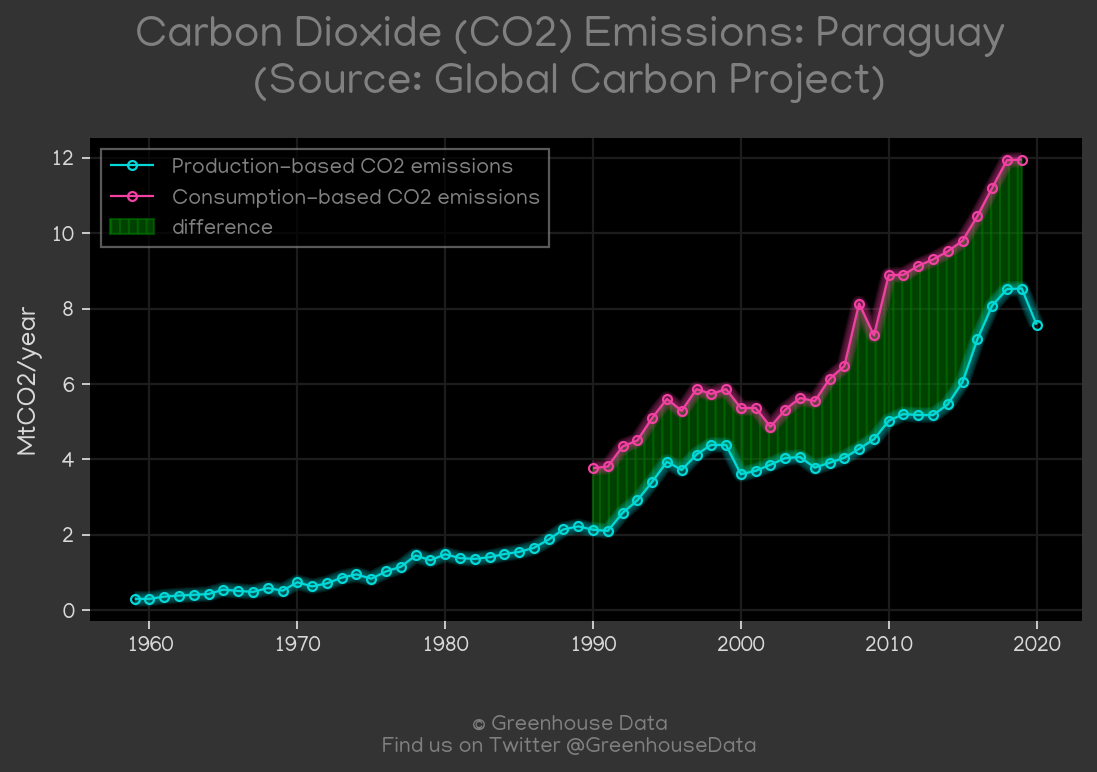 Carbon Dioxide (CO2) Emissions: Paraguay
(Source: Global Carbon Project)
Production-based CO2 emissions
Consumption-based CO2 emissions
difference
MtCO2/year
12
10
8
6
4
2
0
1960 1970 1980 1990 2000 2010 2020
© Greenhouse Data
Find us on Twitter @GreenhouseData